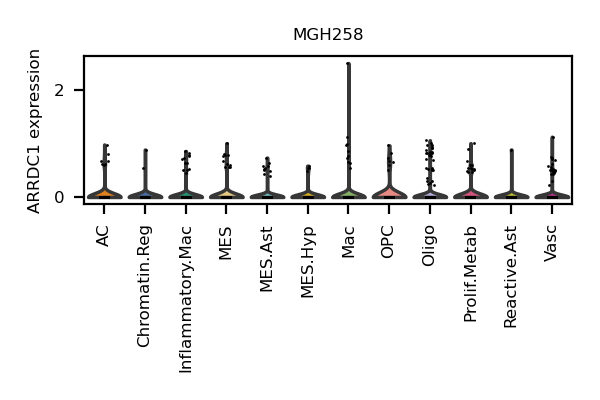 MGH258
ARRDC1 expression
2
0
AC
Chromatin.Reg
Inflammatory.Mac
MES
MES.Ast
MES.Hyp
Mac
OPC
Oligo
Prolif.Metab
Reactive.Ast
Vasc